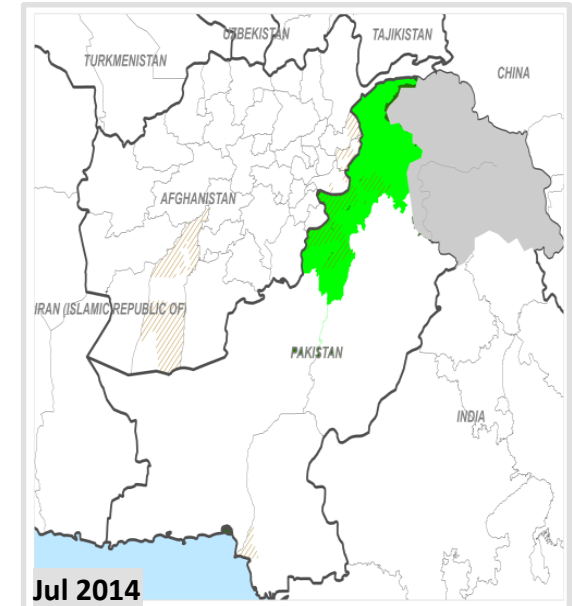 UZBEKISTAN
TAJIKISTAN
TURKMENISTAN
CHINA
AFGHANISTAN
IRAN (ISLAMIC REPUBLIC OF)
PAKISTAN
INDIA
Jul 2014